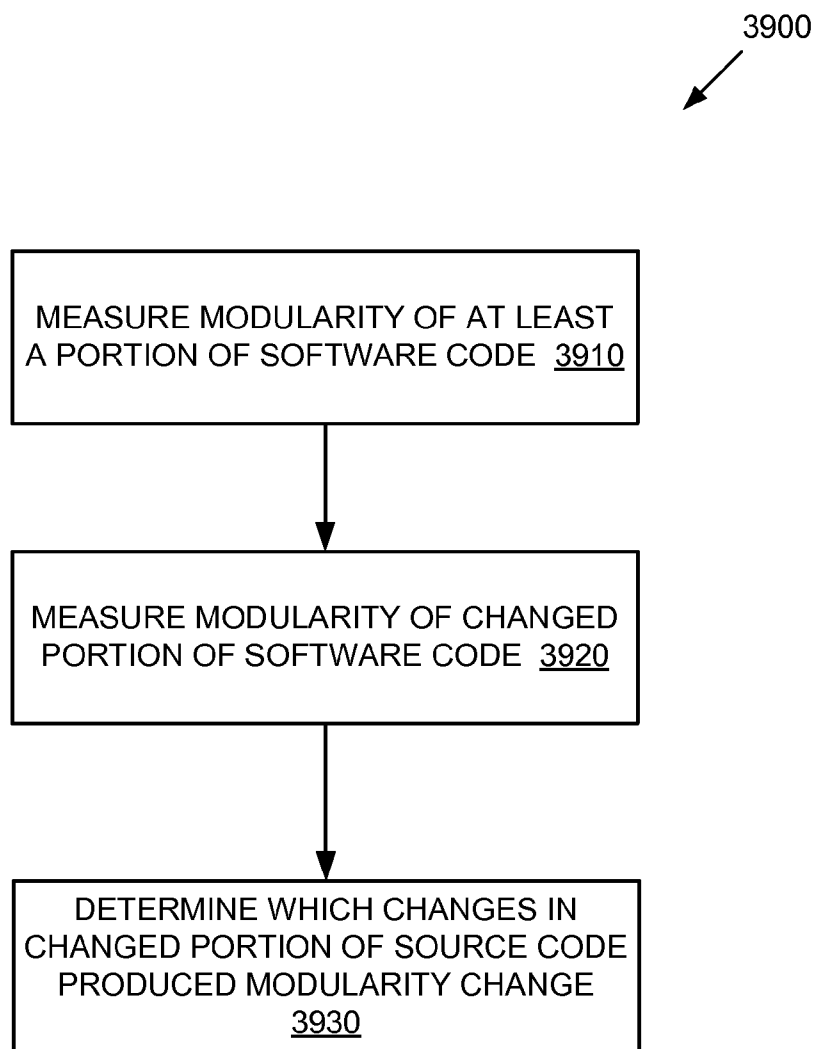 3900
MEASURE MODULARITY OF AT LEAST
A PORTION OF SOFTWARE CODE 3910
MEASURE MODULARITY OF CHANGED
PORTION OF SOFTWARE CODE 3920
DETERMINE WHICH CHANGES IN
CHANGED PORTION OF SOURCE CODE
PRODUCED MODULARITY CHANGE
3930